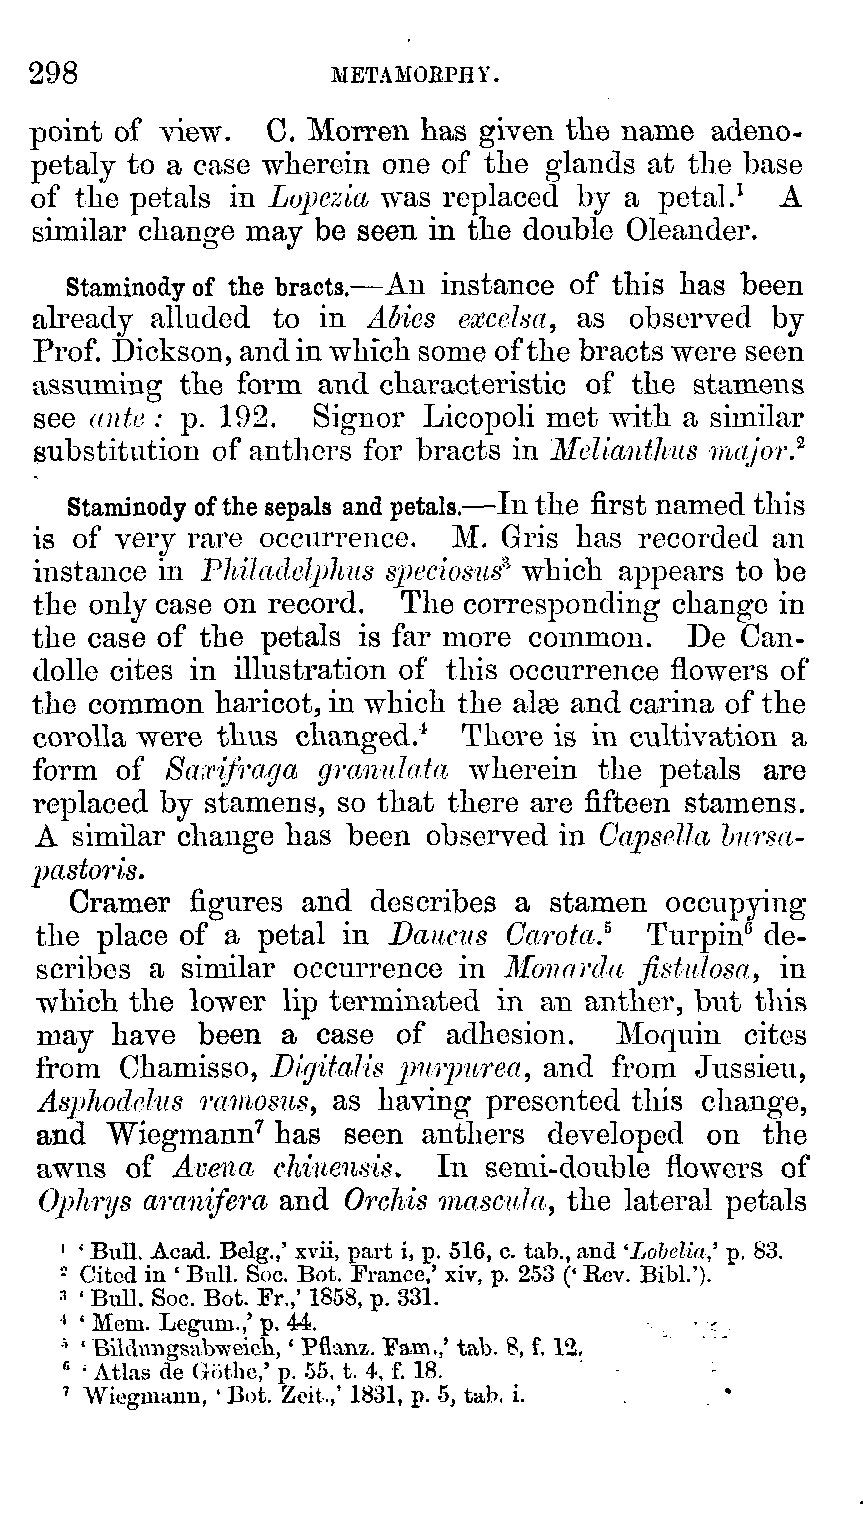 298 METAMORPHY.
point of view. C. Morren has given the name adeno-
petaly to a case wherein one of the glands at the base
of the petals in Lopezia was replaced by a petal.¹ A
similar change may be seen in the double Oleander.
Staminody of the bracts.—An instance of this has been
already alluded to in Abies excelsa, as observed by
Prof. Dickson, and in which some of the bracts were seen
assuming the form and characteristic of the stamens
see ante: p. 192. Signor Licopoli met with a similar
substitution of anthers for bracts in Melianthus major.²
Staminody of the sepals and petals.—In the first named this
is of very rare occurrence. M. Gris has recorded an
instance in Philadelphus speciosus³ which appears to be
the only case on record. The corresponding change in
the case of the petals is far more common. De Can-
dolle cites in illustration of this occurrence flowers of
the common haricot, in which the alæ and carina of the
corolla were thus changed.⁴ There is in cultivation a
form of Saxifraga granulata wherein the petals are
replaced by stamens, so that there are fifteen stamens.
A similar change has been observed in Capsella bursa-
pastoris.
Cramer figures and describes a stamen occupying
the place of a petal in Daucus Carota.⁵ Turpin⁶ de-
scribes a similar occurrence in Monarda fistulosa, in
which the lower lip terminated in an anther, but this
may have been a case of adhesion. Moquin cites
from Chamisso, Digitalis purpurea, and from Jussieu,
Asphodelus ramosus, as having presented this change,
and Wiegmann⁷ has seen anthers developed on the
awns of Avena chinensis. In semi-double flowers of
Ophrys aranifera and Orchis mascula, the lateral petals
¹ ‘Bull. Acad. Belg.,’ xvii, part i, p. 516, c. tab., and ‘Lobelia,’ p. 83.
² Cited in ‘Bull. Soc. Bot. France,’ xiv, p. 253 (‘Rev. Bibl.’).
³ ‘Bull. Soc. Bot. Fr.,’ 1858, p. 331.
⁴ ‘Mem. Legum.,’ p. 44.
⁵ ‘Bildungsabweich, ‘Pflanz. Fam.,’ tab. 8, f. 12.
⁶ ‘Atlas de Göthe,’ p. 55, t. 4, f. 18.
⁷ Wiegmann, ‘Bot. Zeit.,’ 1831, p. 5, tab. i.